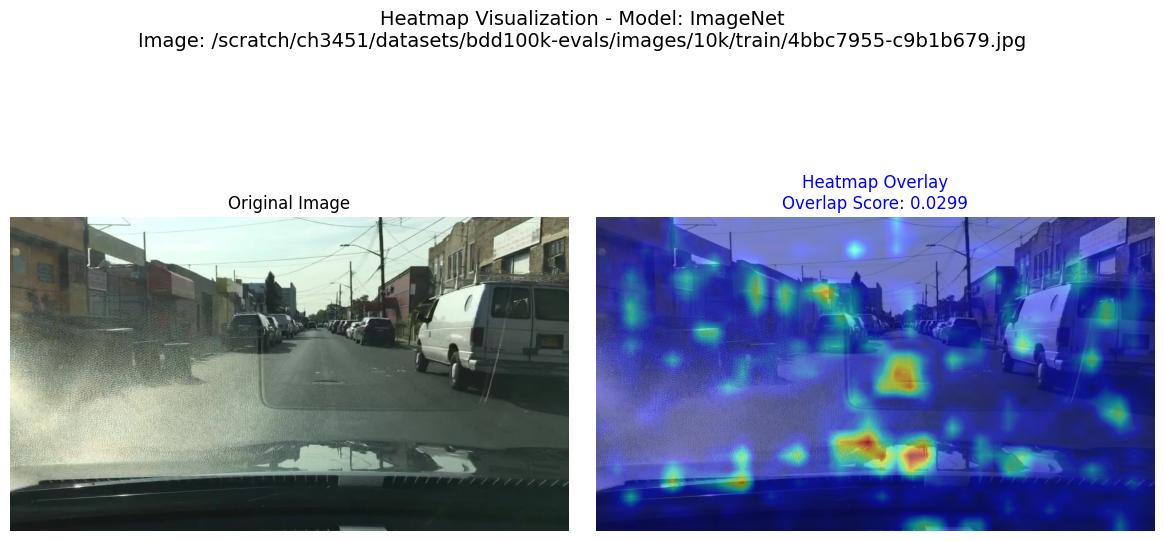 Heatmap Visualization - Model: ImageNet
Image: /scratch/ch3451/datasets/bdd100k-evals/images/10k/train/4bbc7955-c9b1b679.jpg
Original Image
Heatmap Overlay
Overlap Score: 0.0299